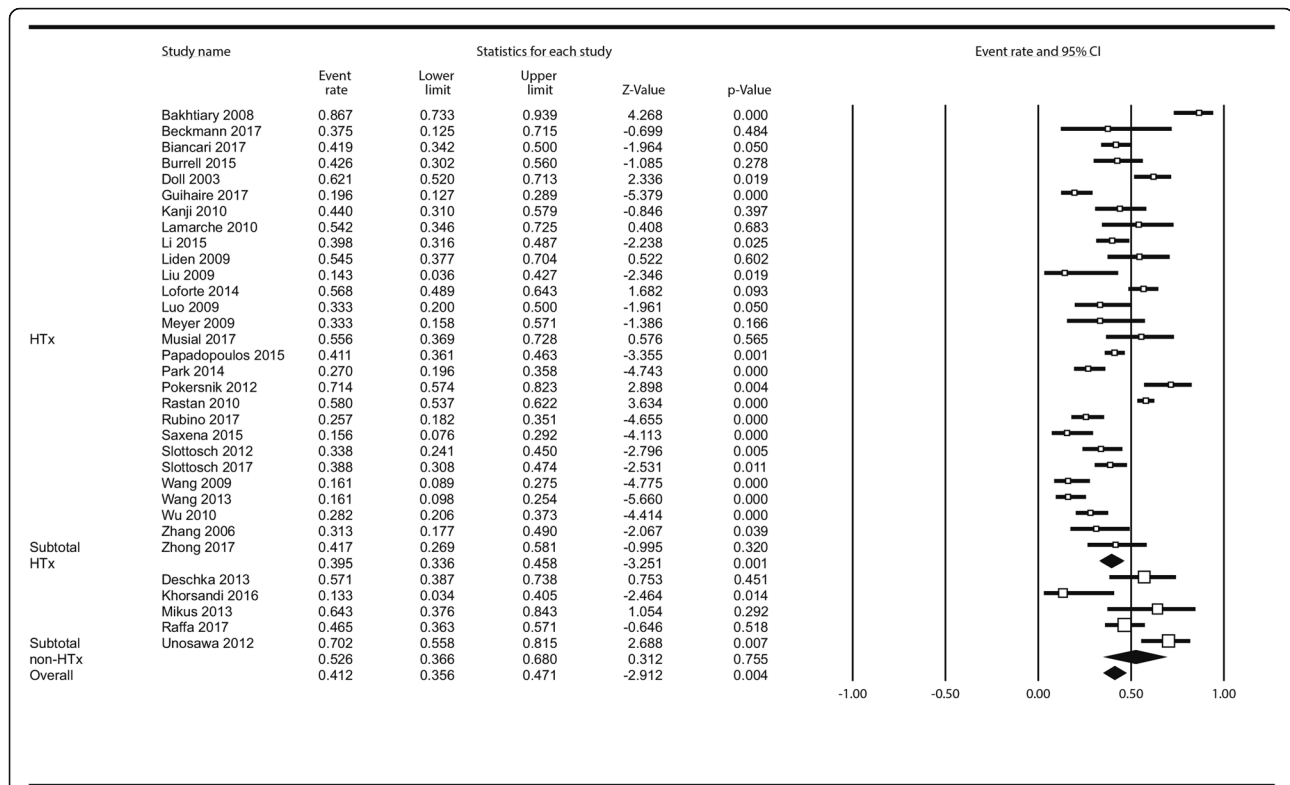 Study name Statistics for each study Event rate and 95% CI
Event rate Lower limit Upper limit Z-Value p-Value
Bakhtiary 2008 0.867 0.733 0.939 4.268 0.000
Beckmann 2017 0.375 0.125 0.715 -0.699 0.484
Biancari 2017 0.419 0.342 0.500 -1.964 0.050
Burrell 2015 0.426 0.302 0.560 -1.085 0.278
Doll 2003 0.621 0.520 0.713 2.336 0.019
Guihaire 2017 0.196 0.127 0.289 -5.379 0.000
Kanji 2010 0.440 0.310 0.579 -0.846 0.397
Lamarche 2010 0.542 0.346 0.725 0.408 0.683
Li 2015 0.398 0.316 0.487 -2.238 0.025
Liden 2009 0.545 0.377 0.704 0.522 0.602
Liu 2009 0.143 0.036 0.427 -2.346 0.019
Loforte 2014 0.568 0.489 0.643 1.682 0.093
Luo 2009 0.333 0.200 0.500 -1.961 0.050
Meyer 2009 0.333 0.158 0.571 -1.386 0.166
HTx Musial 2017 0.556 0.369 0.728 0.576 0.565
Papadopoulos 2015 0.411 0.361 0.463 -3.355 0.001
Park 2014 0.270 0.196 0.358 -4.743 0.000
Pokersnik 2012 0.714 0.574 0.823 2.898 0.004
Rastan 2010 0.580 0.537 0.622 3.634 0.000
Rubino 2017 0.257 0.182 0.351 -4.655 0.000
Saxena 2015 0.156 0.076 0.292 -4.113 0.000
Slottosch 2012 0.338 0.241 0.450 -2.796 0.005
Slottosch 2017 0.388 0.308 0.474 -2.531 0.011
Wang 2009 0.161 0.089 0.275 -4.775 0.000
Wang 2013 0.161 0.098 0.254 -5.660 0.000
Wu 2010 0.282 0.206 0.373 -4.414 0.000
Zhang 2006 0.313 0.177 0.490 -2.067 0.039
Subtotal Zhong 2017 0.417 0.269 0.581 -0.995 0.320
HTx 0.395 0.336 0.458 -3.251 0.001
Deschka 2013 0.571 0.387 0.738 0.753 0.451
Khorsandi 2016 0.133 0.034 0.405 -2.464 0.014
Mikus 2013 0.643 0.376 0.843 1.054 0.292
Raffa 2017 0.465 0.363 0.571 -0.646 0.518
Subtotal Unosawa 2012 0.702 0.558 0.815 2.688 0.007
non-HTx 0.526 0.366 0.680 0.312 0.755
Overall 0.412 0.356 0.471 -2.912 0.004
-1.00 -0.50 0.00 0.50 1.00